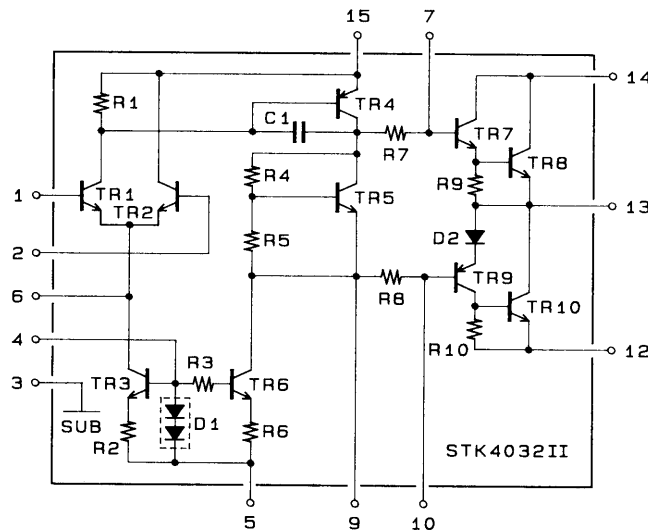 15 7
14
R1 C1 TR4
R7 TR7 TR8
R4 R9
1 TR1 TR2 TR5
13
R5 D2
2
6 R8 TR9 TR10
4
R3 R10
12
3 TR3 TR6
SUB R2 D1 R6
STK4032II
5 9 10